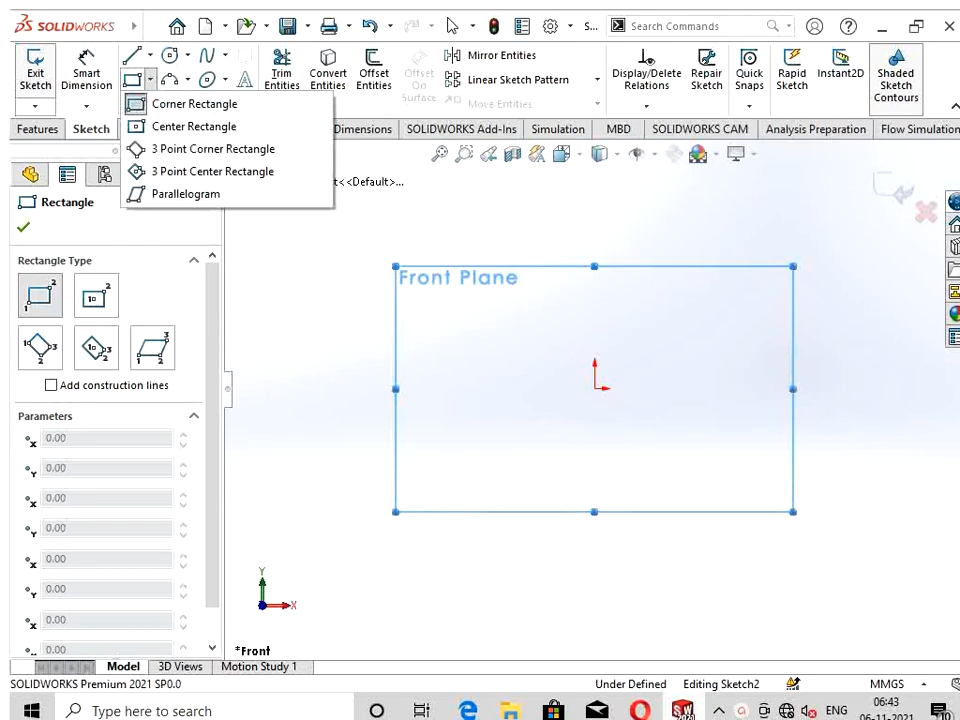 SOLIDWORKS
S...
Search Commands
Exit Sketch
Smart Dimension
Trim Entities
Convert Entities
Offset Entities
Offset On Surface
Mirror Entities
Linear Sketch Pattern
Move Entities
Display/Delete Relations
Repair Sketch
Quick Snaps
Rapid Sketch
Instant2D
Shaded Sketch Contours
Corner Rectangle
Center Rectangle
3 Point Corner Rectangle
3 Point Center Rectangle
Parallelogram
Features
Sketch
Dimensions
SOLIDWORKS Add-Ins
Simulation
MBD
SOLIDWORKS CAM
Analysis Preparation
Flow Simulation
t<<Default>...
Rectangle
Rectangle Type
Add construction lines
Parameters
0.00
0.00
0.00
0.00
0.00
0.00
0.00
0.00
Front Plane
Y
X
*Front
Model
3D Views
Motion Study 1
SOLIDWORKS Premium 2021 SP0.0
Under Defined
Editing Sketch2
MMGS
Type here to search
ENG
06:43
06-11-2021
10